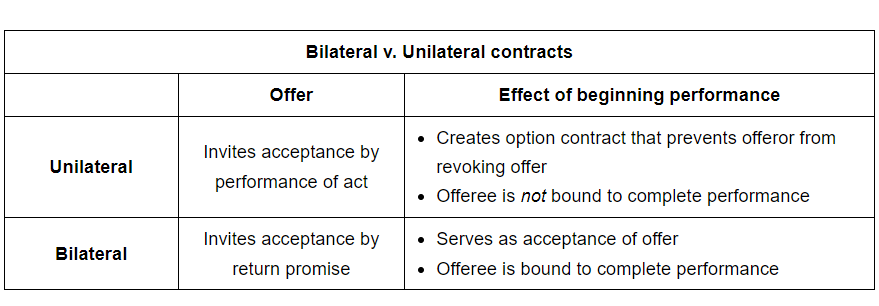 Bilateral v. Unilateral contracts
Offer
Effect of beginning performance
Unilateral
Invites acceptance by
performance of act
• Creates option contract that prevents offeror from
revoking offer
• Offeree is not bound to complete performance
Bilateral
Invites acceptance by
return promise
• Serves as acceptance of offer
• Offeree is bound to complete performance